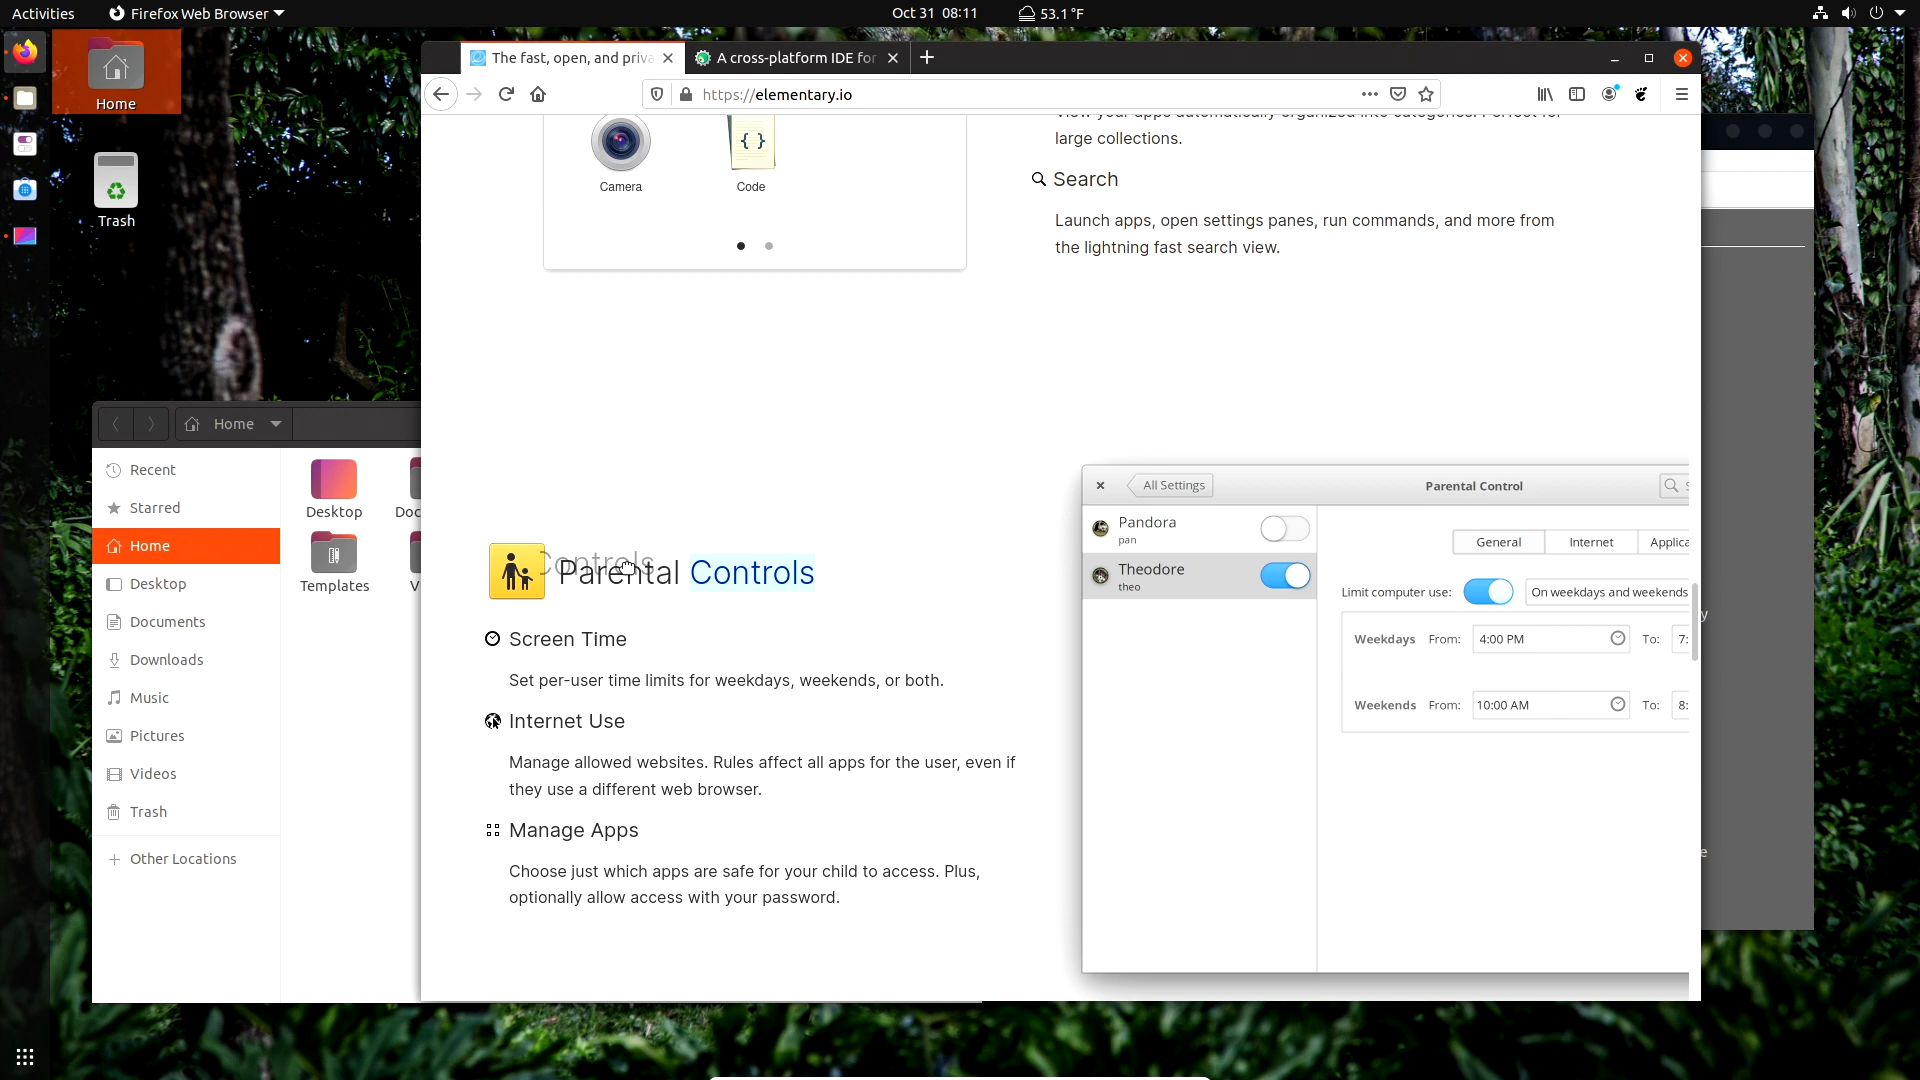 Activities
Firefox Web Browser
Oct 31 08:11
53.1 °F
Home
Trash
The fast, open, and priva
A cross-platform IDE for
https://elementary.io
Camera
Code
large collections.
Search
Launch apps, open settings panes, run commands, and more from
the lightning fast search view.
Home
Recent
Starred
Home
Desktop
Documents
Downloads
Music
Pictures
Videos
Trash
Other Locations
Desktop
Doc
Templates
V
Parental Controls
Controls
Screen Time
Set per-user time limits for weekdays, weekends, or both.
Internet Use
Manage allowed websites. Rules affect all apps for the user, even if
they use a different web browser.
Manage Apps
Choose just which apps are safe for your child to access. Plus,
optionally allow access with your password.
All Settings
Parental Control
Pandora
pan
Theodore
theo
General
Internet
Applica
Limit computer use:
On weekdays and weekends
Weekdays From: 4:00 PM To: 7:
Weekends From: 10:00 AM To: 8:
y
e